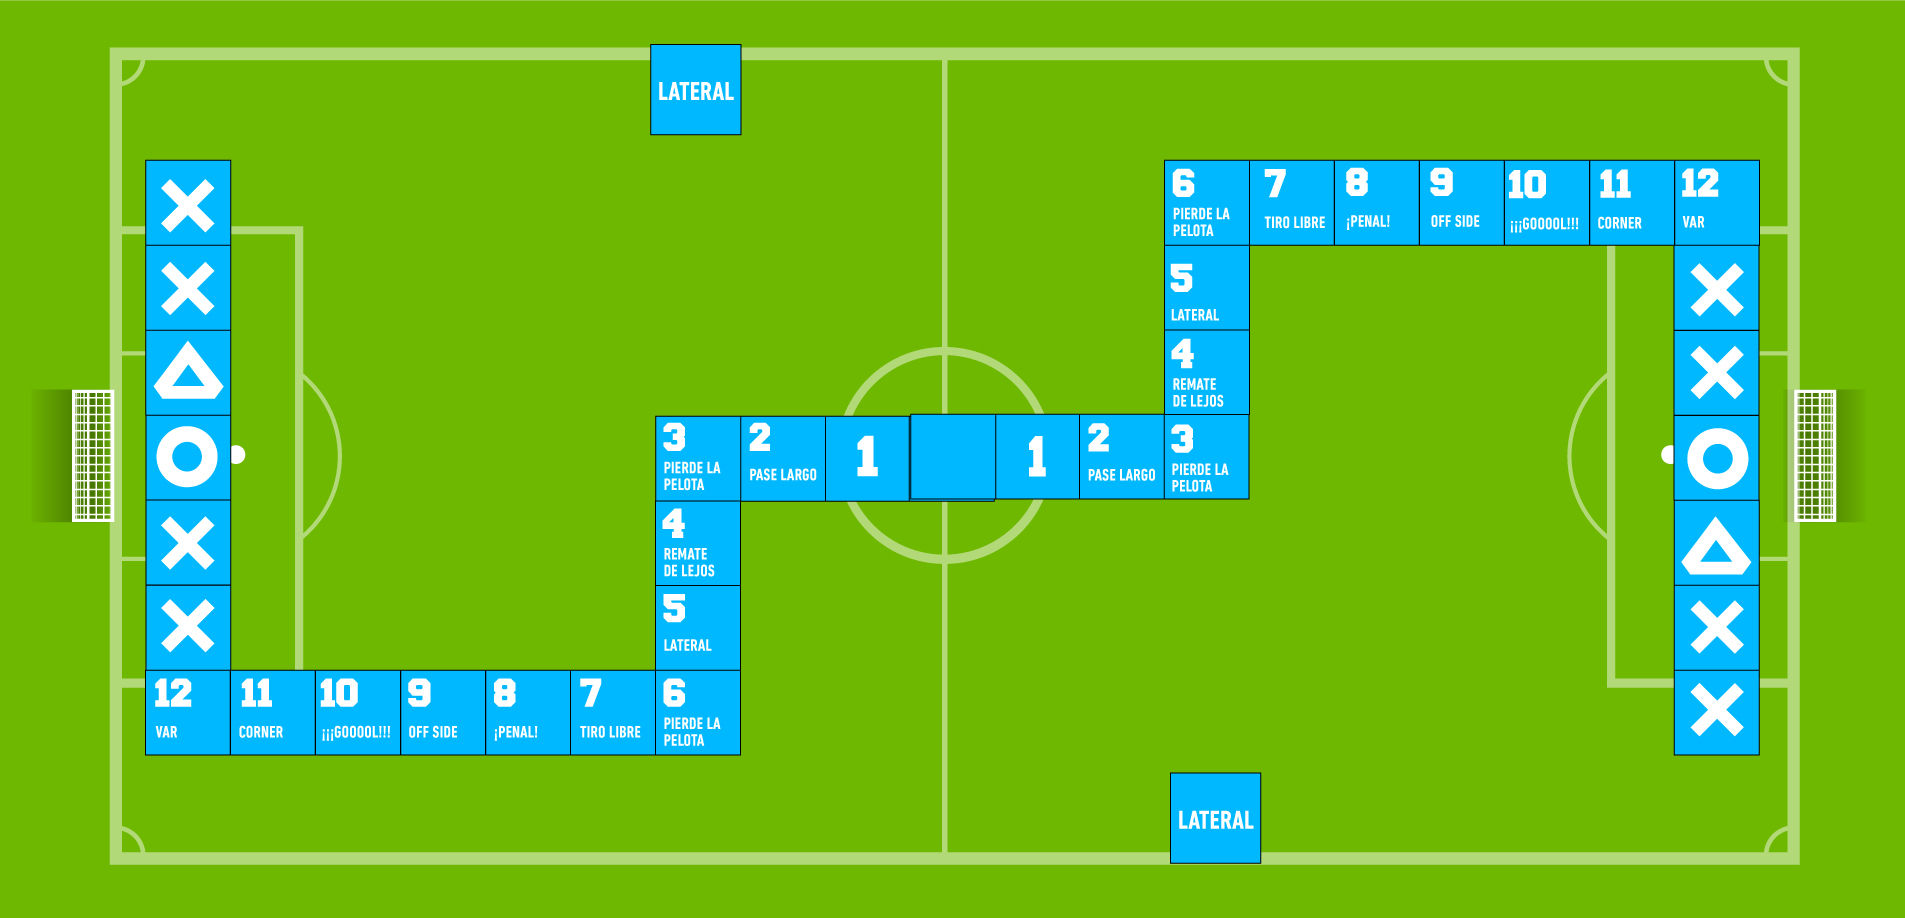 LATERAL
6
PIERDE LA
PELOTA
7
TIRO LIBRE
8
¡PENAL!
9
OFF SIDE
10
¡¡¡GOOOOL!!!
11
CORNER
12
VAR
5
LATERAL
4
REMATE
DE LEJOS
3
PIERDE LA
PELOTA
2
PASE LARGO
1
1
2
PASE LARGO
3
PIERDE LA
PELOTA
4
REMATE
DE LEJOS
5
LATERAL
12
VAR
11
CORNER
10
¡¡¡GOOOOL!!!
9
OFF SIDE
8
¡PENAL!
7
TIRO LIBRE
6
PIERDE LA
PELOTA
LATERAL